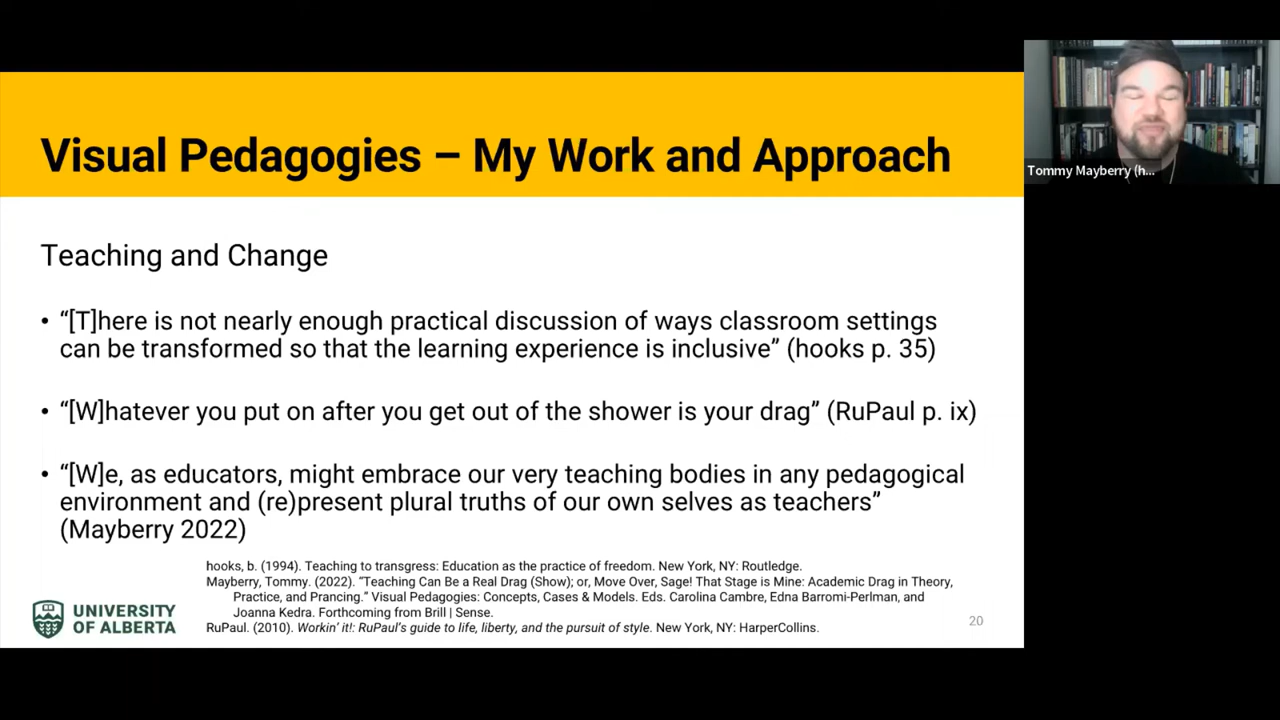 Visual Pedagogies – My Work and Approach
Tommy Mayberry (h...
Teaching and Change
• “[T]here is not nearly enough practical discussion of ways classroom settings
can be transformed so that the learning experience is inclusive” (hooks p. 35)
• “[W]hatever you put on after you get out of the shower is your drag” (RuPaul p. ix)
• “[W]e, as educators, might embrace our very teaching bodies in any pedagogical
environment and (re)present plural truths of our own selves as teachers”
(Mayberry 2022)
hooks, b. (1994). Teaching to transgress: Education as the practice of freedom. New York, NY: Routledge.
Mayberry, Tommy. (2022). “Teaching Can Be a Real Drag (Show); or, Move Over, Sage! That Stage is Mine: Academic Drag in Theory,
Practice, and Prancing.” Visual Pedagogies: Concepts, Cases & Models. Eds. Carolina Cambre, Edna Barromi-Perlman, and
Joanna Kedra. Forthcoming from Brill | Sense.
RuPaul. (2010). Workin’ it!: RuPaul’s guide to life, liberty, and the pursuit of style. New York, NY: HarperCollins.
UNIVERSITY
OF ALBERTA
20